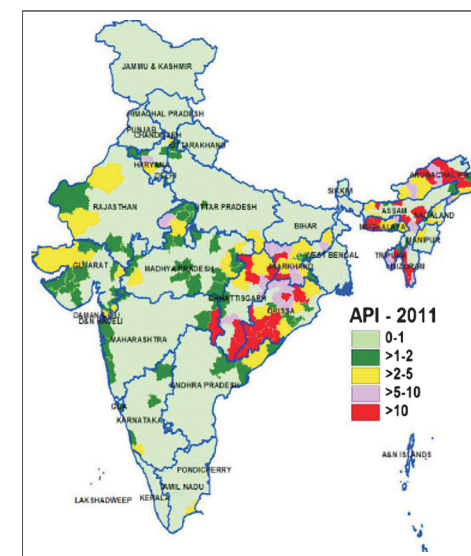 JAMMU & KASHMIR
HIMACHAL PRADESH
PUNJAB
CHANDIGARH
UTTARAKHAND
HARYANA
DELHI
ARUNACHAL
SIKKIM
RAJASTHAN
UTTAR PRADESH
ASSAM
NAGALAND
BIHAR
MEGHALAYA
MANIPUR
WEST BENGAL
TRIPURA
GUJARAT
MADHYA PRADESH
JHARKHAND
MIZORAM
CHHATTISGARH
DAMAN & DIU
D&N HAVELI
ORISSA
MAHARASHTRA
API - 2011
0-1
>1-2
>2-5
>5-10
>10
ANDHRA PRADESH
GOA
KARNATAKA
A&N ISLANDS
PONDICHERRY
TAMIL NADU
LAKSHADWEEP
KERALA